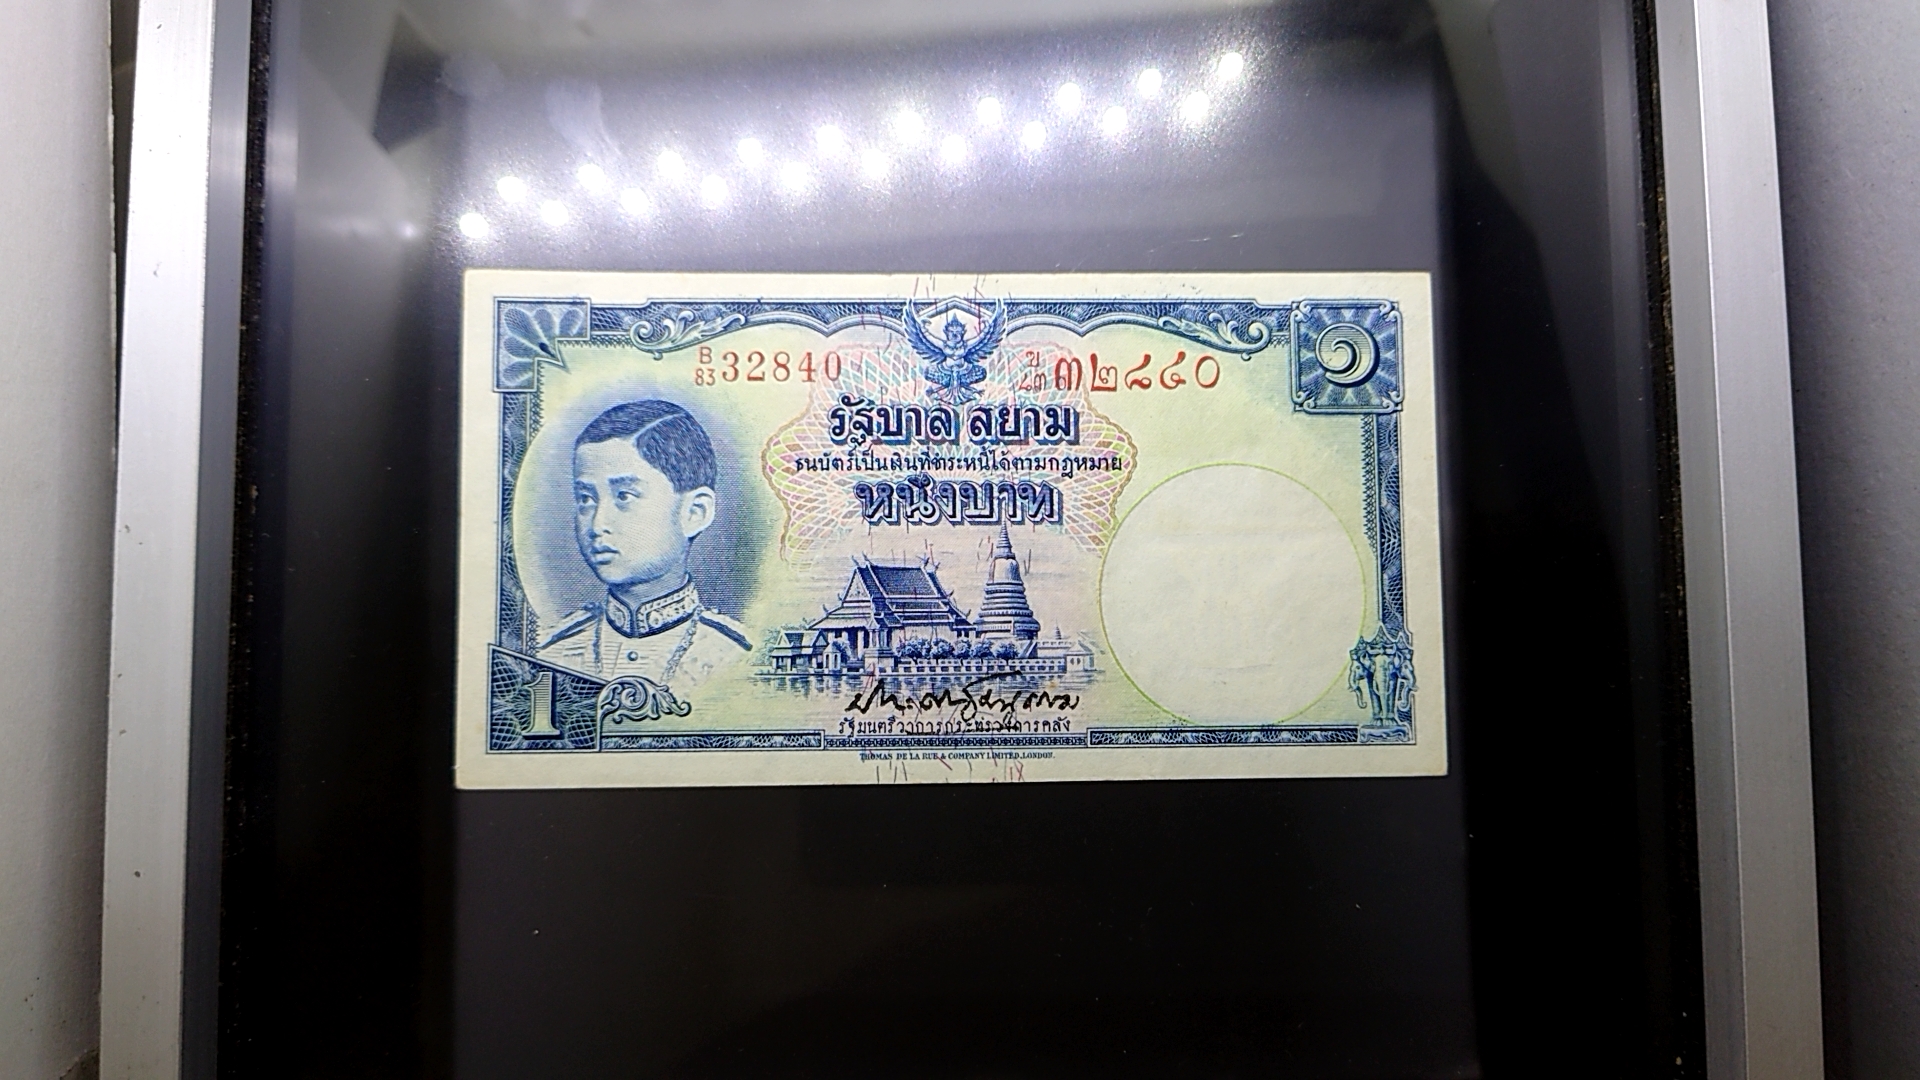 B/83 32840
ข/๘๓ ๓๒๘๔๐
๑
รัฐบาล สยาม
ธนบัตร์เป็นเงินที่ชำระหนี้ได้ตามกฎหมาย
หนึ่งบาท
รัฐมนตรีว่าการกระทรวงการคลัง
1
THOMAS DE LA RUE & COMPANY LIMITED, LONDON.